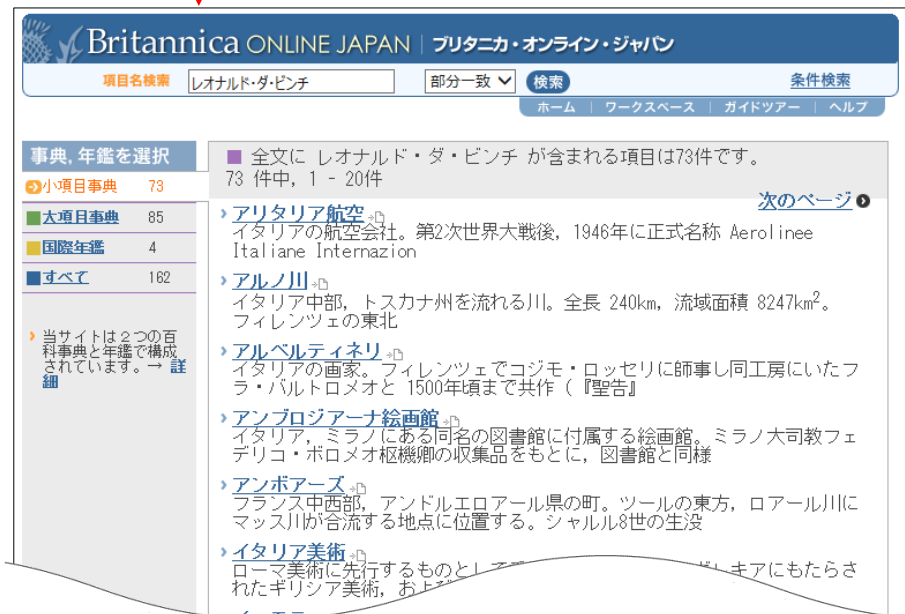 Britannica ONLINE JAPAN | ブリタニカ・オンライン・ジャパン
項目名検索 レオナルド・ダ・ビンチ 部分一致 検索 条件検索
ホーム | ワークスペース | ガイドツアー | ヘルプ
事典, 年鑑を選択
小項目事典 73
大項目事典 85
国際年鑑 4
すべて 162
当サイトは2つの百
科事典と年鑑で構成
されています。→ 詳
細
全文に レオナルド・ダ・ビンチ が含まれる項目は73件です。
73 件中, 1 - 20件
次のページ
アリタリア航空
イタリアの航空会社。第2次世界大戦後, 1946年に正式名称 Aerolinee
Italiane Internazion
アルノ川
イタリア中部, トスカナ州を流れる川。全長 240km, 流域面積 8247km²。
フィレンツェの東北
アルベルティネリ
イタリアの画家。フィレンツェでコジモ・ロッセリに師事し同工房にいたフ
ラ・バルトロメオと 1500年頃まで共作（『聖告』
アンブロジアーナ絵画館
イタリア, ミラノにある同名の図書館に付属する絵画館。ミラノ大司教フェ
デリコ・ボロメオ枢機卿の収集品をもとに, 図書館と同様
アンボアーズ
フランス中西部, アンドルエロアール県の町。ツールの東方, ロアール川に
マッス川が合流する地点に位置する。シャルル8世の生没
イタリア美術
ローマ美術に先行するものとして キアにもたらさ
れたギリシア美術, およ